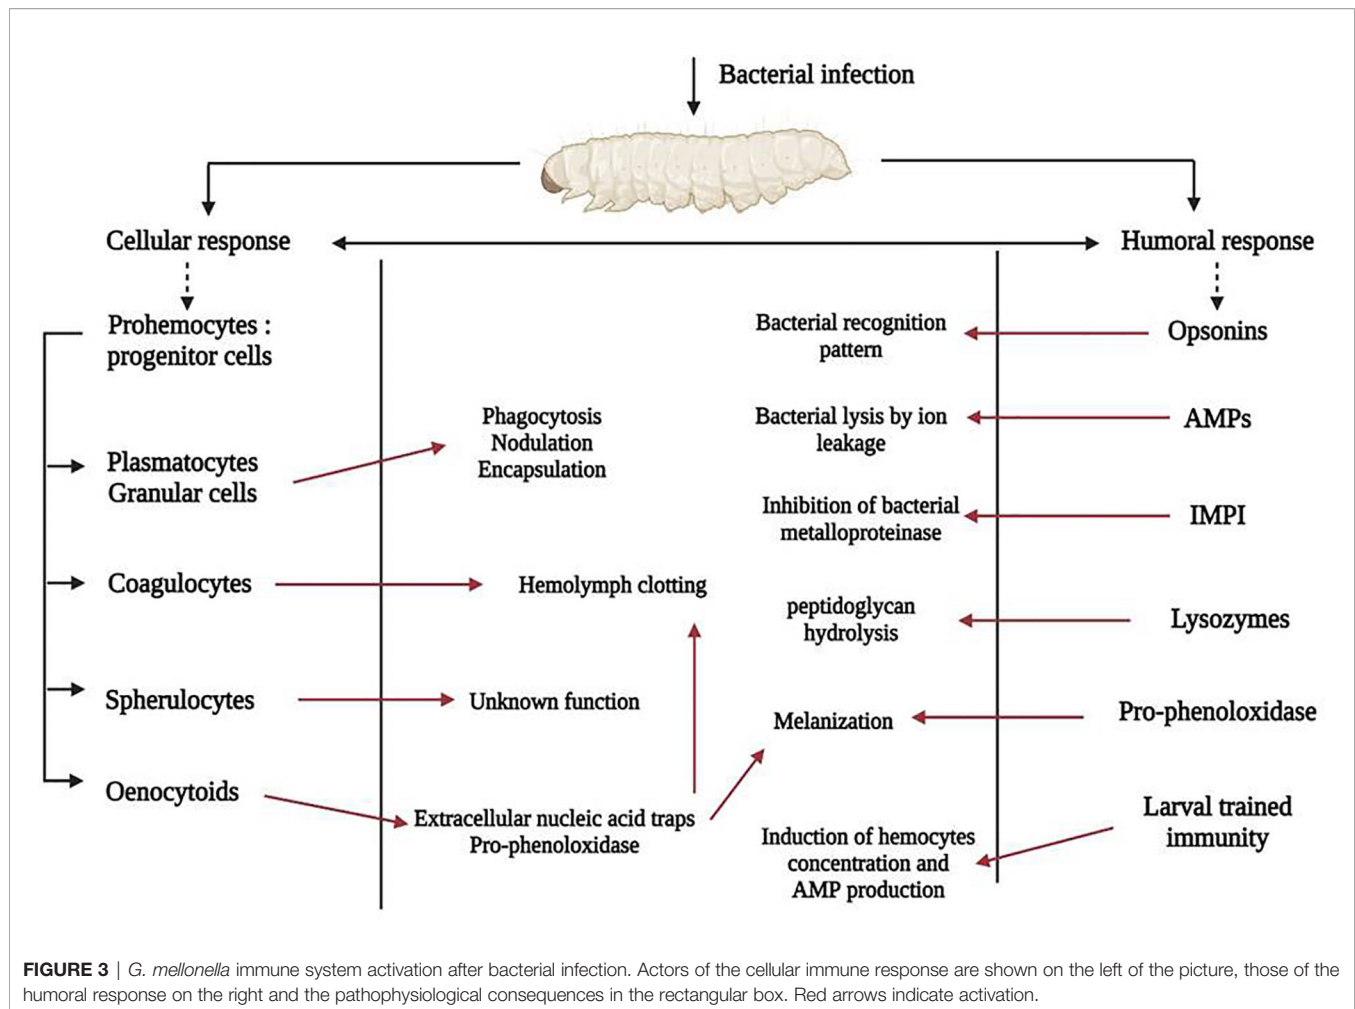 Bacterial infection
Cellular response
Humoral response
Prohemocytes :
progenitor cells
Plasmatocytes
Granular cells
Coagulocytes
Spherulocytes
Oenocytoids
Phagocytosis
Nodulation
Encapsulation
Hemolymph clotting
Unknown function
Extracellular nucleic acid traps
Pro-phenoloxidase
Bacterial recognition
pattern
Bacterial lysis by ion
leakage
Inhibition of bacterial
metalloproteinase
peptidoglycan
hydrolysis
Melanization
Induction of hemocytes
concentration and
AMP production
Opsonins
AMPs
IMPI
Lysozymes
Pro-phenoloxidase
Larval trained
immunity
FIGURE 3 | G. mellonella immune system activation after bacterial infection. Actors of the cellular immune response are shown on the left of the picture, those of the
humoral response on the right and the pathophysiological consequences in the rectangular box. Red arrows indicate activation.